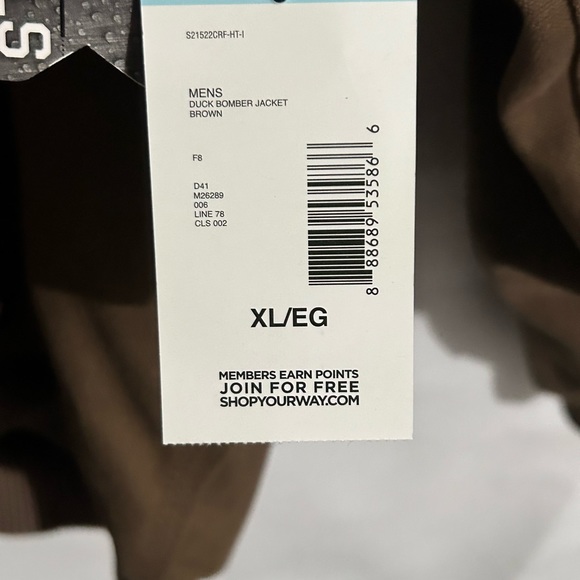 S
S21522CRF-HT-I
MENS
DUCK BOMBER JACKET
BROWN
F8
D41
M26289
006
LINE 78
CLS 002
8 88689 53586 6
XL/EG
MEMBERS EARN POINTS
JOIN FOR FREE
SHOPYOURWAY.COM